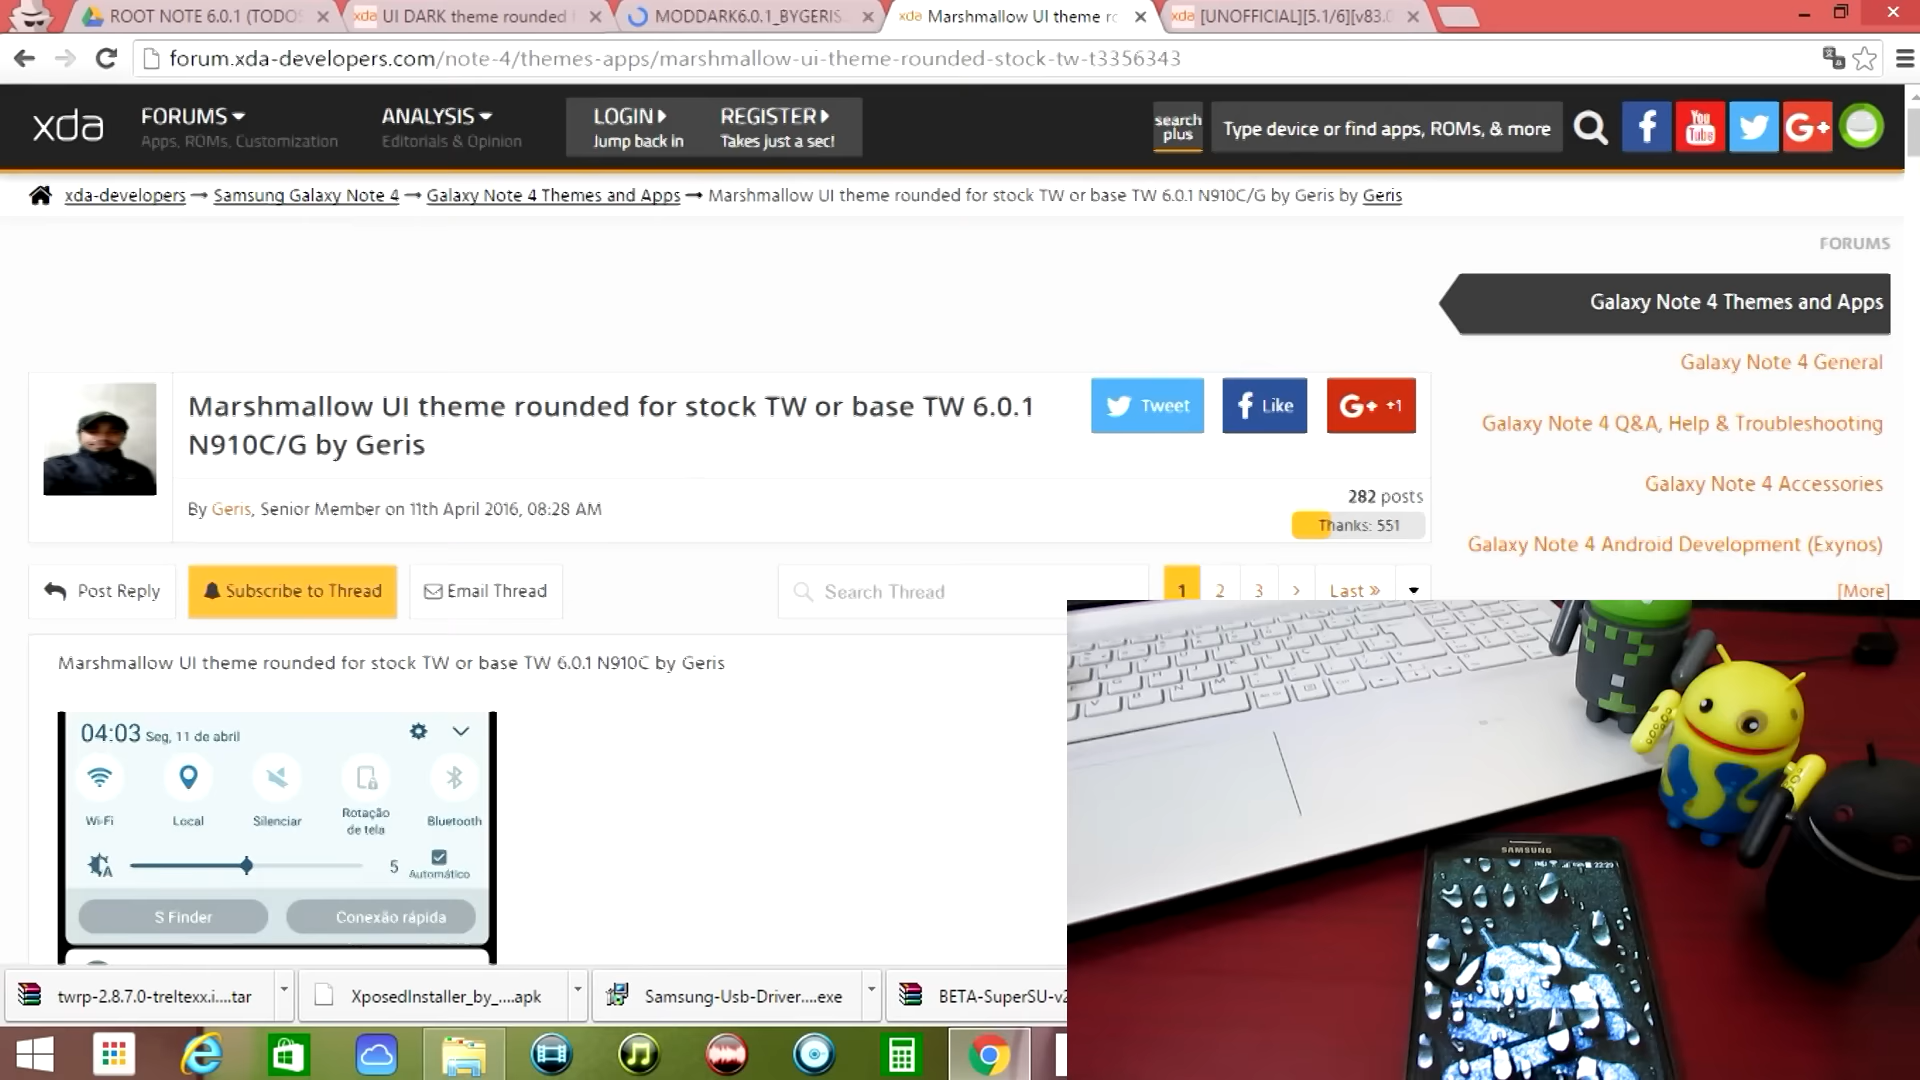 ROOT NOTE 6.0.1 (TODOS
xda UI DARK theme rounded
MODDARK6.0.1_BYGERIS
xda Marshmallow UI theme ro
xda [UNOFFICIAL][5.1/6][v83.0
forum.xda-developers.com/note-4/themes-apps/marshmallow-ui-theme-rounded-stock-tw-t3356343
xda
FORUMS
Apps, ROMs, Customization
ANALYSIS
Editorials & Opinion
LOGIN
Jump back in
REGISTER
Takes just a sec!
search
plus
Type device or find apps, ROMs, & more
You
Tube
G+
xda-developers → Samsung Galaxy Note 4 → Galaxy Note 4 Themes and Apps → Marshmallow UI theme rounded for stock TW or base TW 6.0.1 N910C/G by Geris by Geris
FORUMS
Galaxy Note 4 Themes and Apps
Galaxy Note 4 General
Galaxy Note 4 Q&A, Help & Troubleshooting
Galaxy Note 4 Accessories
Galaxy Note 4 Android Development (Exynos)
[More]
Marshmallow UI theme rounded for stock TW or base TW 6.0.1
N910C/G by Geris
Tweet
Like
G+ +1
By Geris, Senior Member on 11th April 2016, 08:28 AM
282 posts
Thanks: 551
Post Reply
Subscribe to Thread
Email Thread
Search Thread
1 2 3 > Last »
Marshmallow UI theme rounded for stock TW or base TW 6.0.1 N910C by Geris
04:03 Seg, 11 de abril
Wi-Fi
Local
Silenciar
Rotação
de tela
Bluetooth
5
Automático
S Finder
Conexão rápida
SAMSUNG
22:29
twrp-2.8.7.0-treltexx.i....tar
XposedInstaller_by_....apk
Samsung-Usb-Driver....exe
BETA-SuperSU-v2